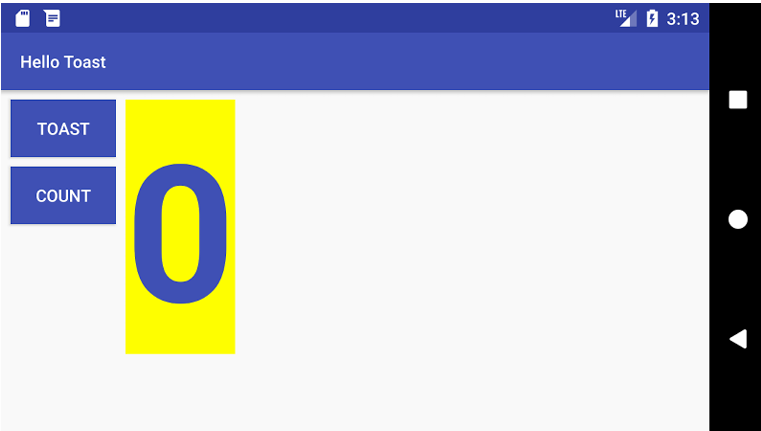 LTE 3:13
Hello Toast
TOAST
COUNT
0